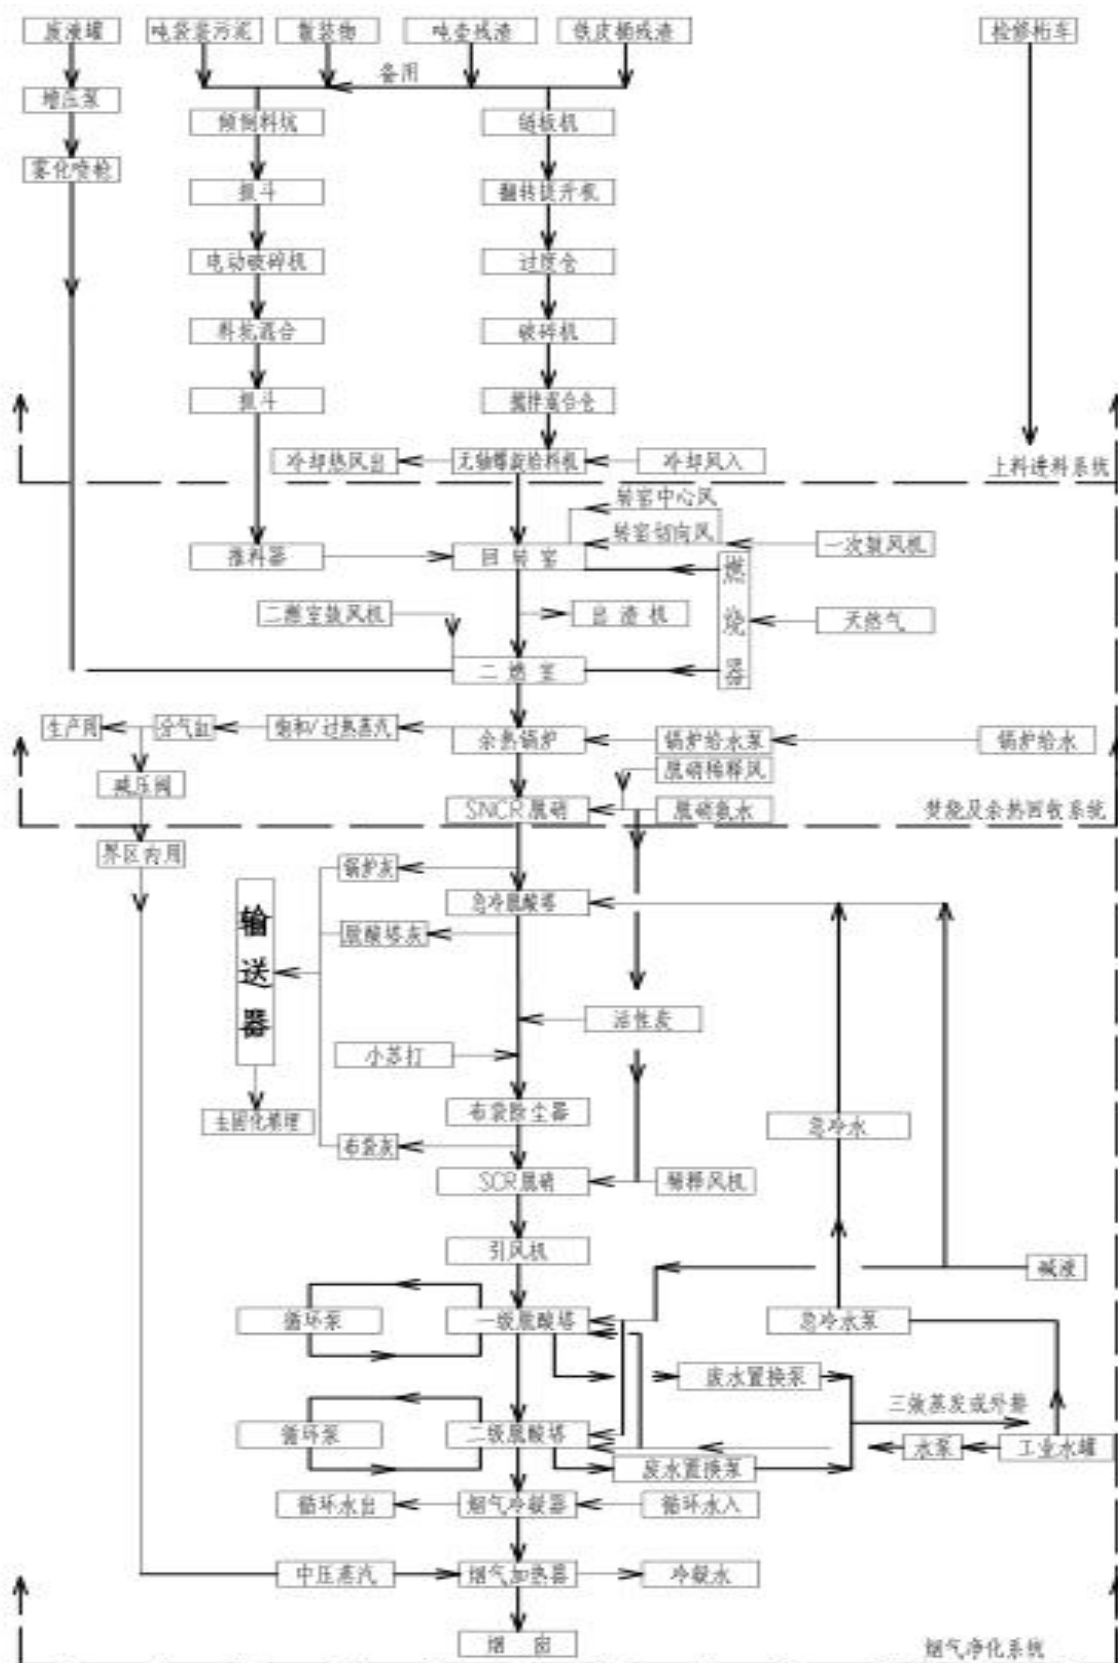 废液罐 吨袋装污泥 散装物 吨壶残渣 铁皮桶残渣 检修桁车
备用
增压泵 倾倒料坑 链板机
雾化喷枪 抓斗 翻转提升机
电动破碎机 过度仓
料坑混合 破碎机
抓斗 搅拌混合仓
冷却热风出 无轴螺旋给料机 冷却风入 上料进料系统
转窑中心风
转窑切向风
推料器 回转窑 一次鼓风机
燃烧器
二燃室鼓风机 出渣机 天然气
二燃室
生产用 分气缸 饱和/过热蒸汽 余热锅炉 锅炉给水泵 锅炉给水
减压阀 脱硝稀释风
SNCR脱硝 脱硝氨水 焚烧及余热回收系统
界区内用 锅炉灰
输送器
急冷脱酸塔
脱酸塔灰
活性炭
小苏打
去固化填埋 布袋除尘器 急冷水
布袋灰
SCR脱硝 稀释风机
引风机 碱液
循环泵 一级脱酸塔 急冷水泵
废水置换泵
三效蒸发或外整
循环泵 二级脱酸塔 水泵 工业水罐
废水置换泵
循环水出 烟气冷凝器 循环水入
中压蒸汽 烟气加热器 冷凝水
烟囱 烟气净化系统